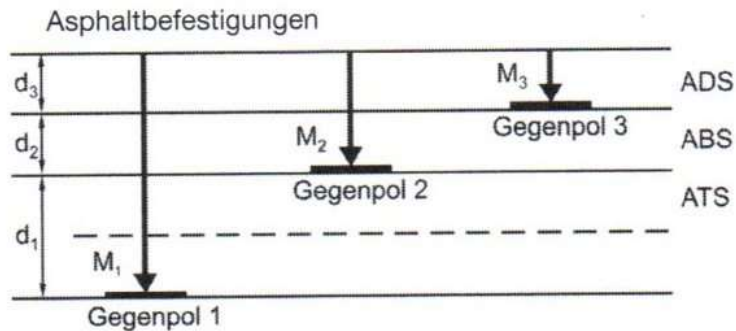 Asphaltbefestigungen
d₃
M₃
ADS
Gegenpol 3
d₂
M₂
ABS
Gegenpol 2
ATS
d₁
M₁
Gegenpol 1